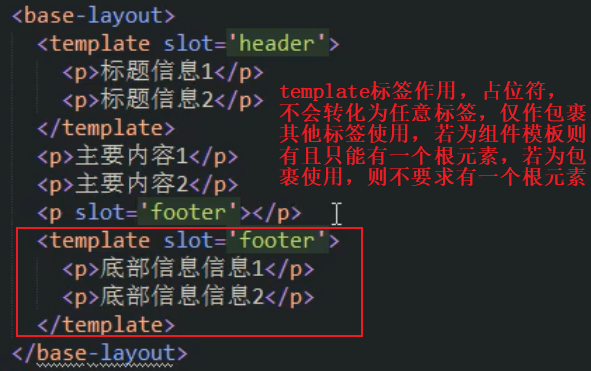 <base-layout>
<template slot='header'>
<p>标题信息1</p>
<p>标题信息2</p>
</template>
<p>主要内容1</p>
<p>主要内容2</p>
<p slot='footer'></p>
<template slot='footer'>
<p>底部信息信息1</p>
<p>底部信息信息2</p>
</template>
</base-layout>
template标签作用，占位符，
不会转化为任意标签，仅作包裹
其他标签使用，若为组件模板则
有且只能有一个根元素，若为包
裹使用，则不要求有一个根元素